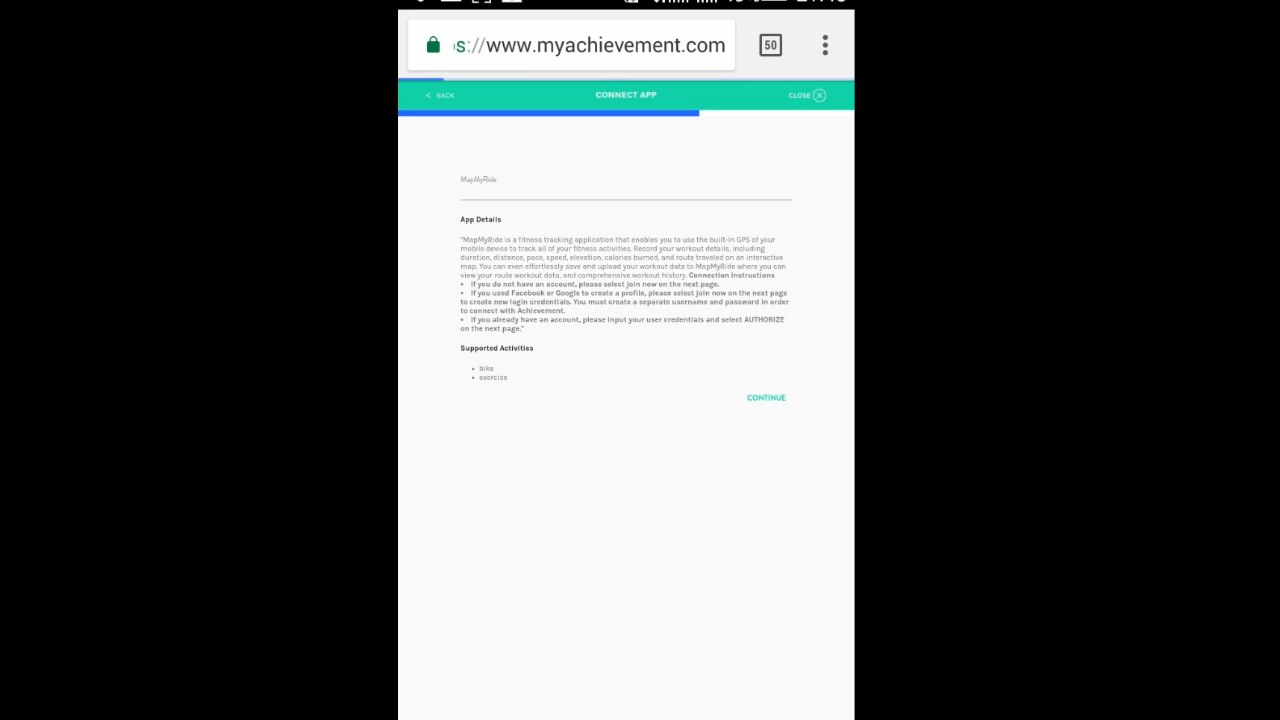 s://www.myachievement.com
50
< BACK
CONNECT APP
CLOSE
MapMyRide
App Details
"MapMyRide is a fitness tracking application that enables you to use the built-in GPS of your
mobile device to track all of your fitness activities. Record your workout details, including
duration, distance, pace, speed, elevation, calories burned, and route traveled on an interactive
map. You can even effortlessly save and upload your workout data to MapMyRide where you can
view your route workout data, and comprehensive workout history. Connection Instructions
• If you do not have an account, please select join now on the next page.
• If you used Facebook or Google to create a profile, please select join now on the next page
to create new login credentials. You must create a separate username and password in order
to connect with Achievement.
• If you already have an account, please input your user credentials and select AUTHORIZE
on the next page."
Supported Activities
• bike
• exercise
CONTINUE